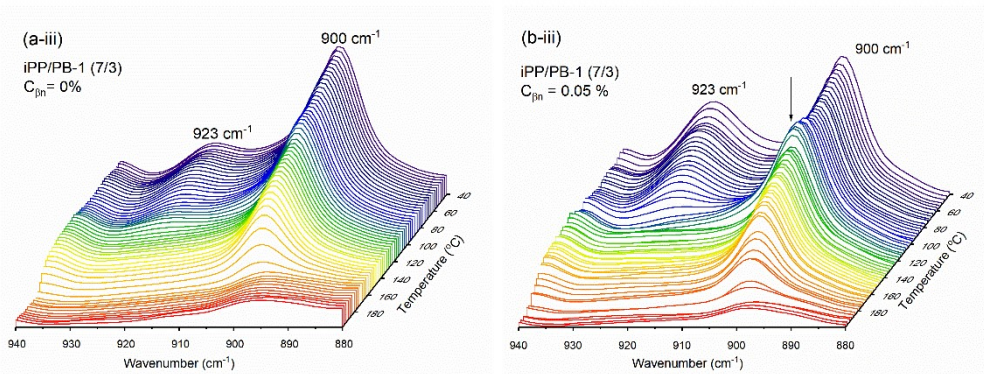 (a-iii)
iPP/PB-1 (7/3)
Cβn= 0%
900 cm-1
923 cm-1
40
60
80
100
120
140
160
180
Temperature (ºC)
940 930 920 910 900 890 880
Wavenumber (cm-1)
(b-iii)
iPP/PB-1 (7/3)
Cβn = 0.05 %
900 cm-1
923 cm-1
40
60
80
100
120
140
160
180
Temperature (ºC)
940 930 920 910 900 890 880
Wavenumber (cm-1)